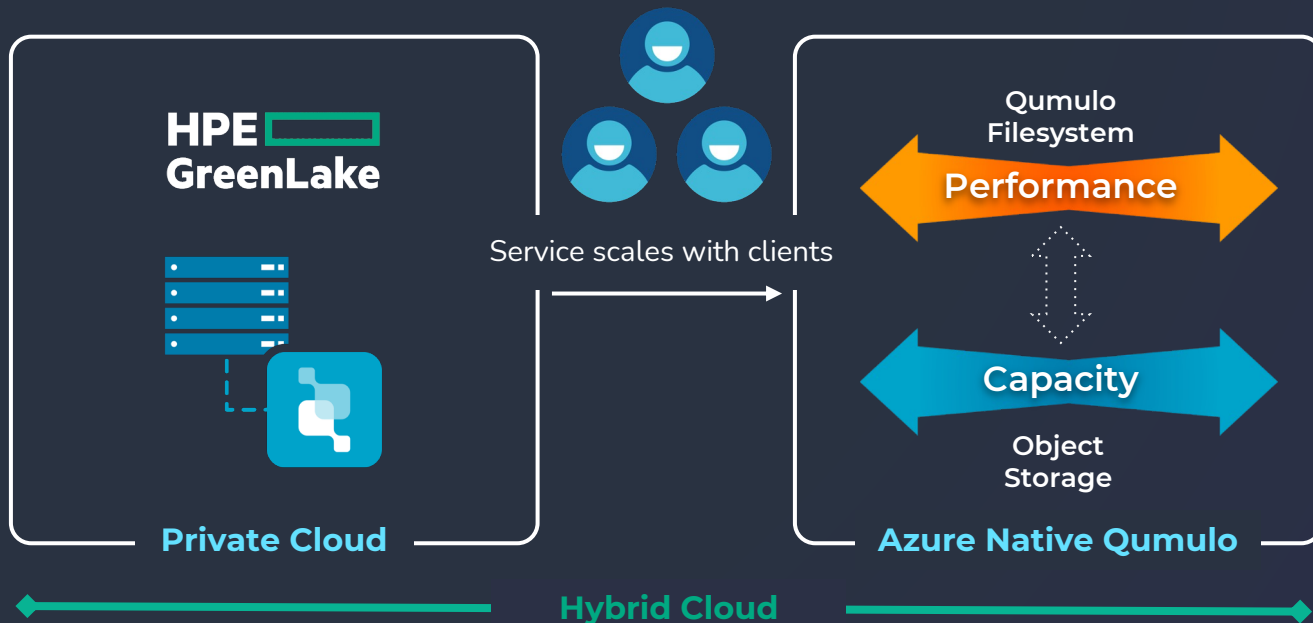 HPE
GreenLake
Private Cloud
Service scales with clients
Qumulo
Filesystem
Performance
Capacity
Object
Storage
Azure Native Qumulo
Hybrid Cloud